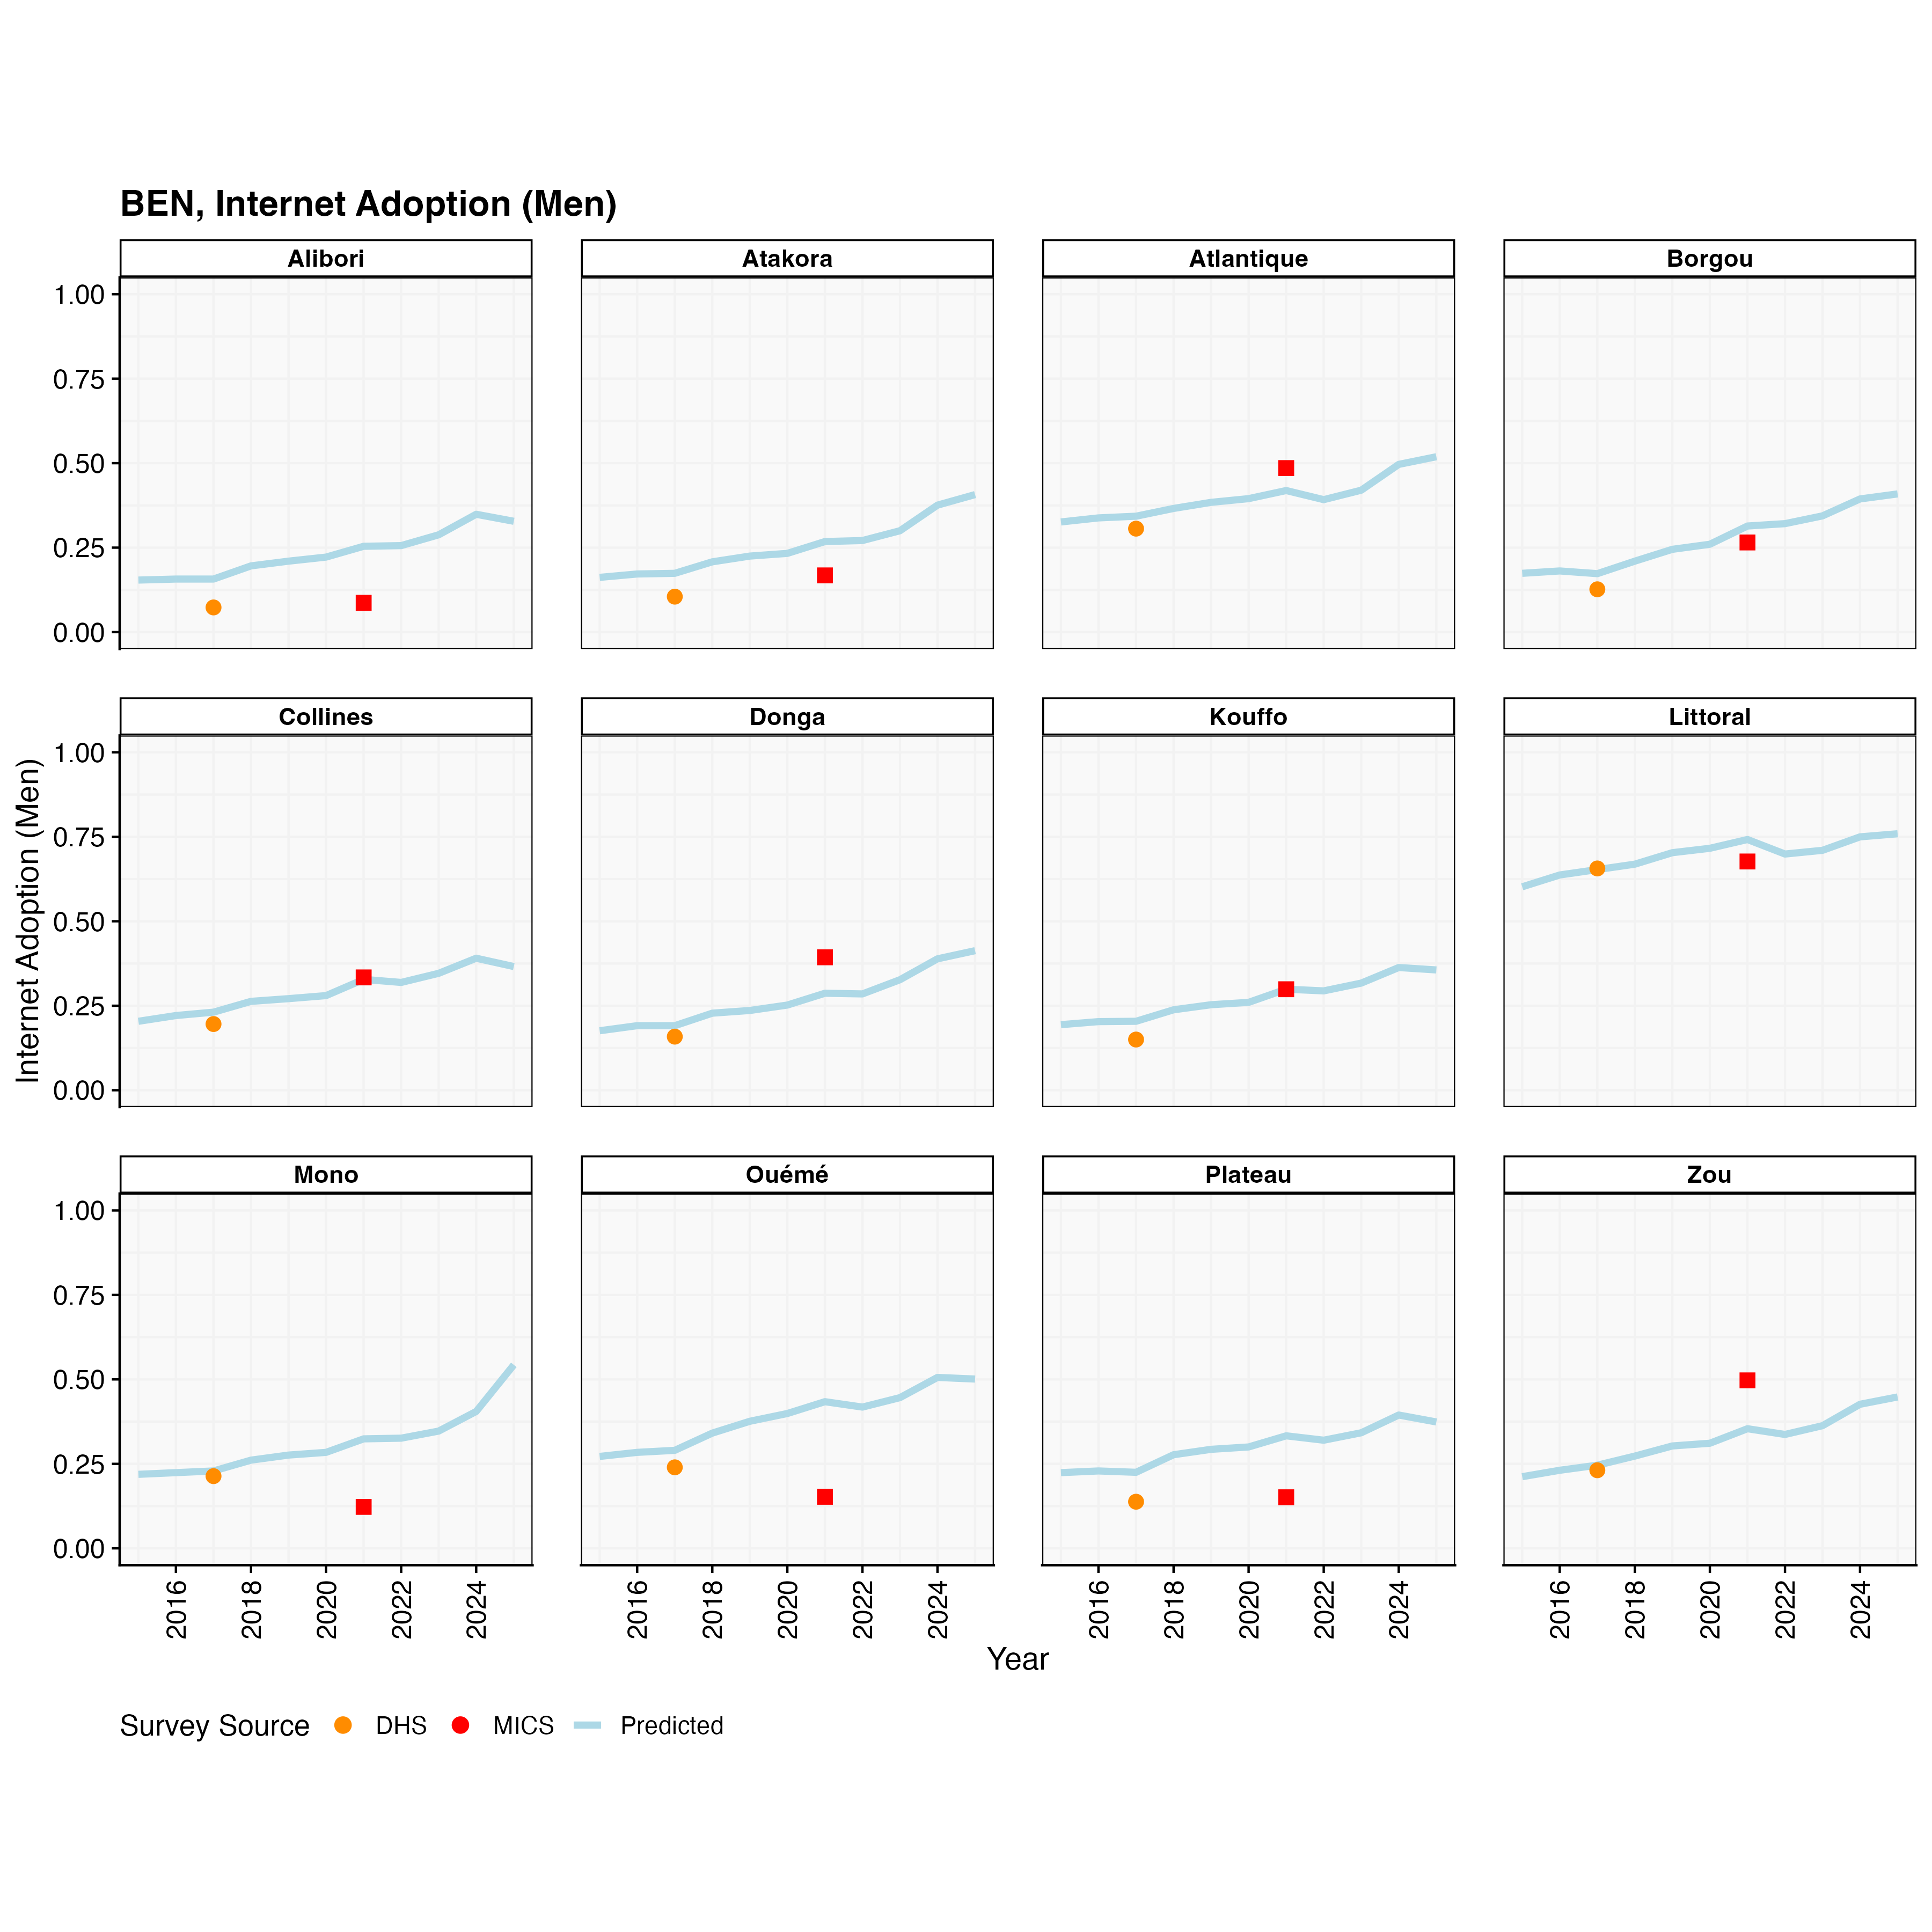 BEN, Internet Adoption (Men)
Alibori
Atakora
Atlantique
Borgou
1.00
0.75
0.50
0.25
0.00
Collines
Donga
Kouffo
Littoral
Internet Adoption (Men)
1.00
0.75
0.50
0.25
0.00
Mono
Ouémé
Plateau
Zou
1.00
0.75
0.50
0.25
0.00
2016 2018 2020 2022 2024
2016 2018 2020 2022 2024
2016 2018 2020 2022 2024
2016 2018 2020 2022 2024
Year
Survey Source DHS MICS Predicted